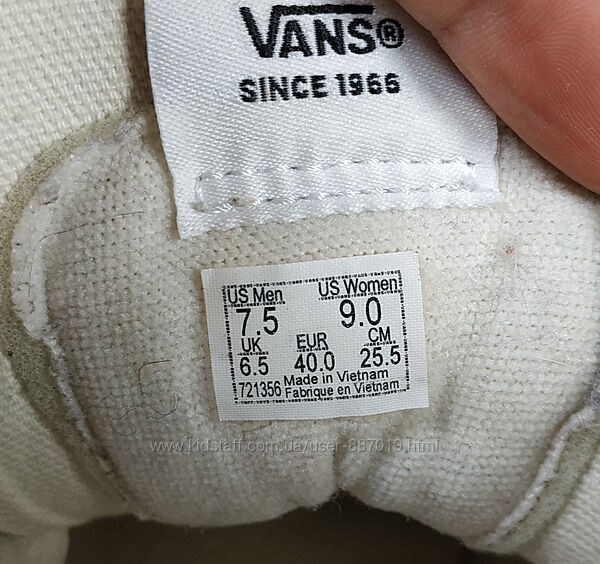 VANS®
SINCE 1966
US Men US Women
7.5 9.0
UK EUR CM
6.5 40.0 25.5
721356 Made in Vietnam
Fabrique en Vietnam
www.kidstaff.com.ua/user-887019.html